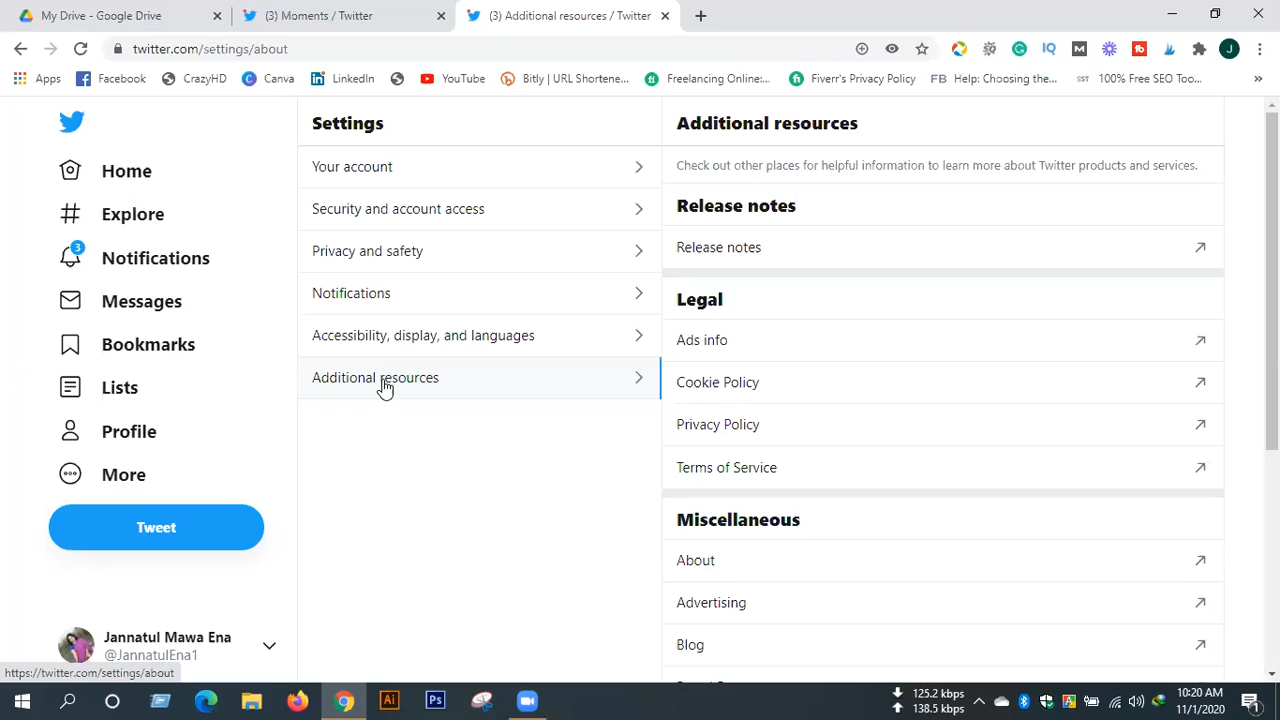 My Drive - Google Drive
(3) Moments / Twitter
(3) Additional resources / Twitter
twitter.com/settings/about
J
Apps
Facebook
CrazyHD
Canva
LinkedIn
YouTube
Bitly | URL Shortene...
Freelancing Online:...
Fiverr's Privacy Policy
FB Help: Choosing the...
SST 100% Free SEO Too...
Home
Explore
3
Notifications
Messages
Bookmarks
Lists
Profile
More
Tweet
Jannatul Mawa Ena
@JannatulEna1
https://twitter.com/settings/about
Settings
Your account
Security and account access
Privacy and safety
Notifications
Accessibility, display, and languages
Additional resources
Additional resources
Check out other places for helpful information to learn more about Twitter products and services.
Release notes
Release notes
Legal
Ads info
Cookie Policy
Privacy Policy
Terms of Service
Miscellaneous
About
Advertising
Blog
Ai
Ps
125.2 kbps
138.5 kbps
10:20 AM
11/1/2020
1